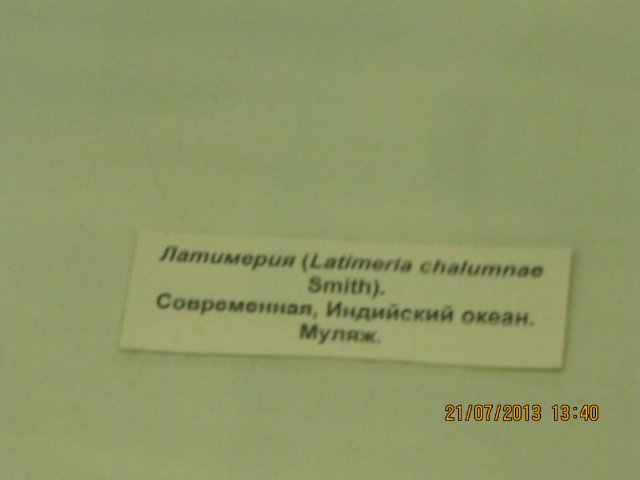 Латимерия (Latimeria chalumnae
Smith).
Современная, Индийский океан.
Муляж.
21/07/2013 13:40